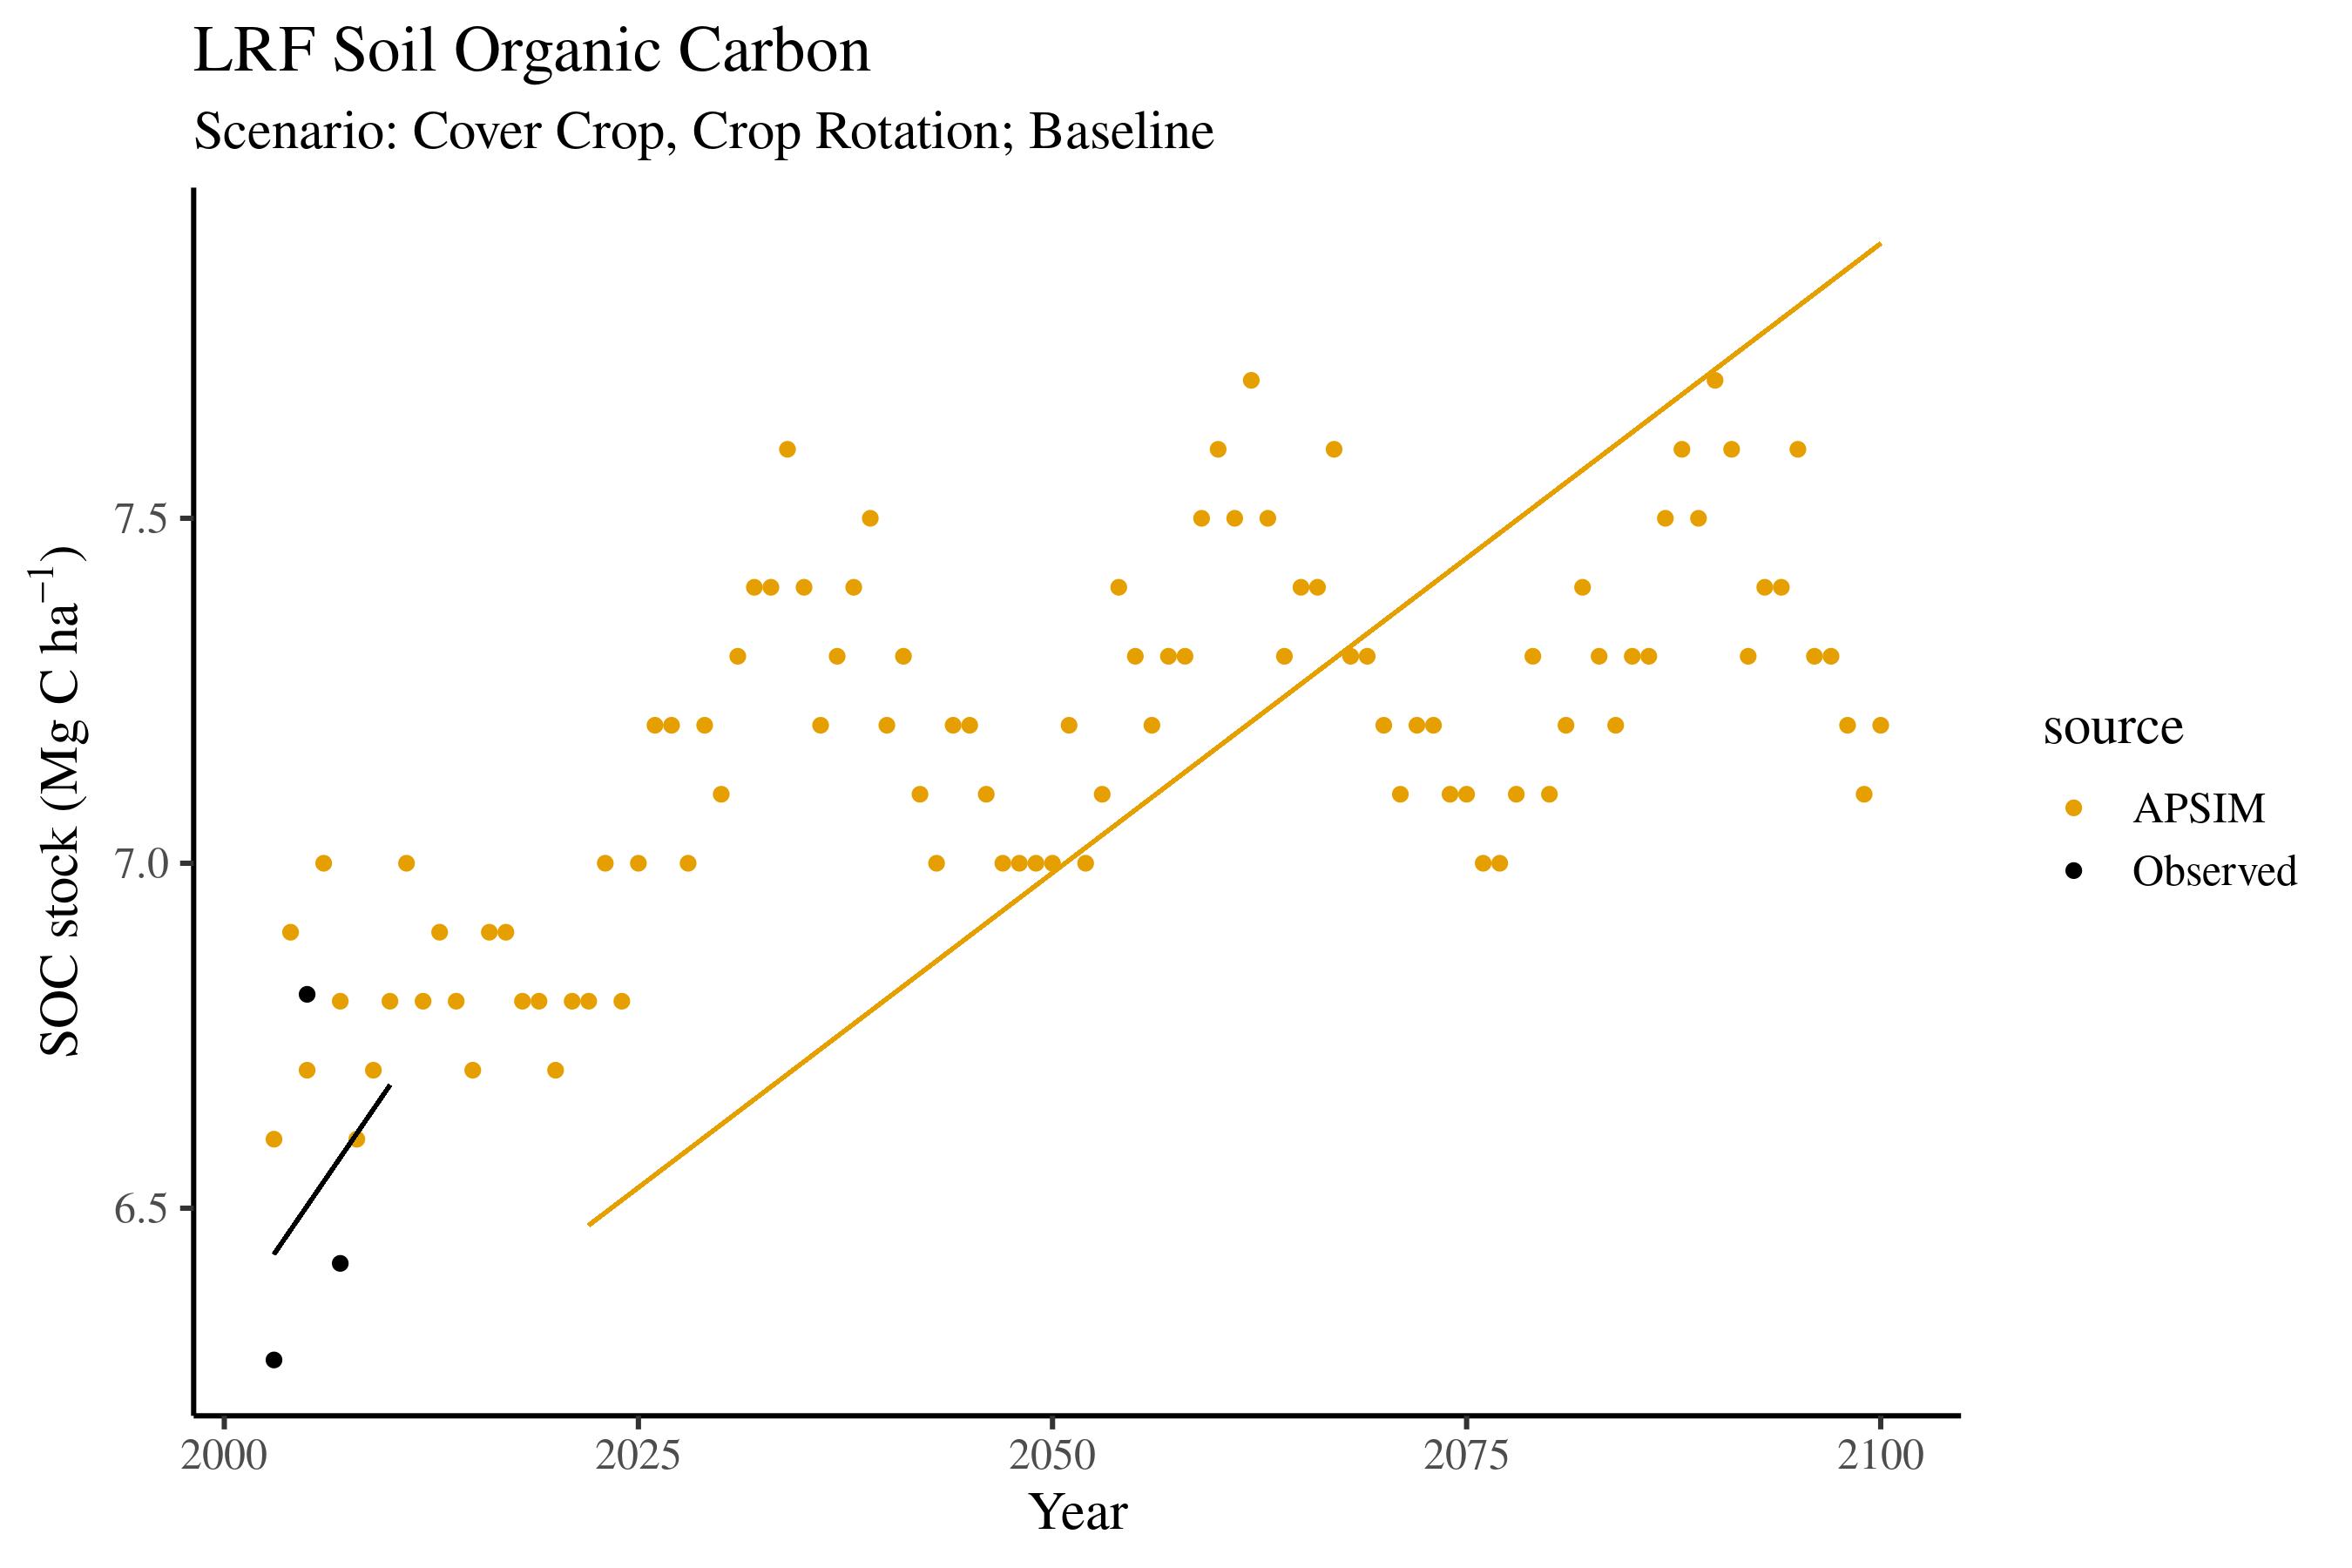 LRF Soil Organic Carbon
Scenario: Cover Crop, Crop Rotation; Baseline
SOC stock (Mg C ha⁻¹)
7.5
7.0
6.5
2000 2025 2050 2075 2100
Year
source
APSIM
Observed